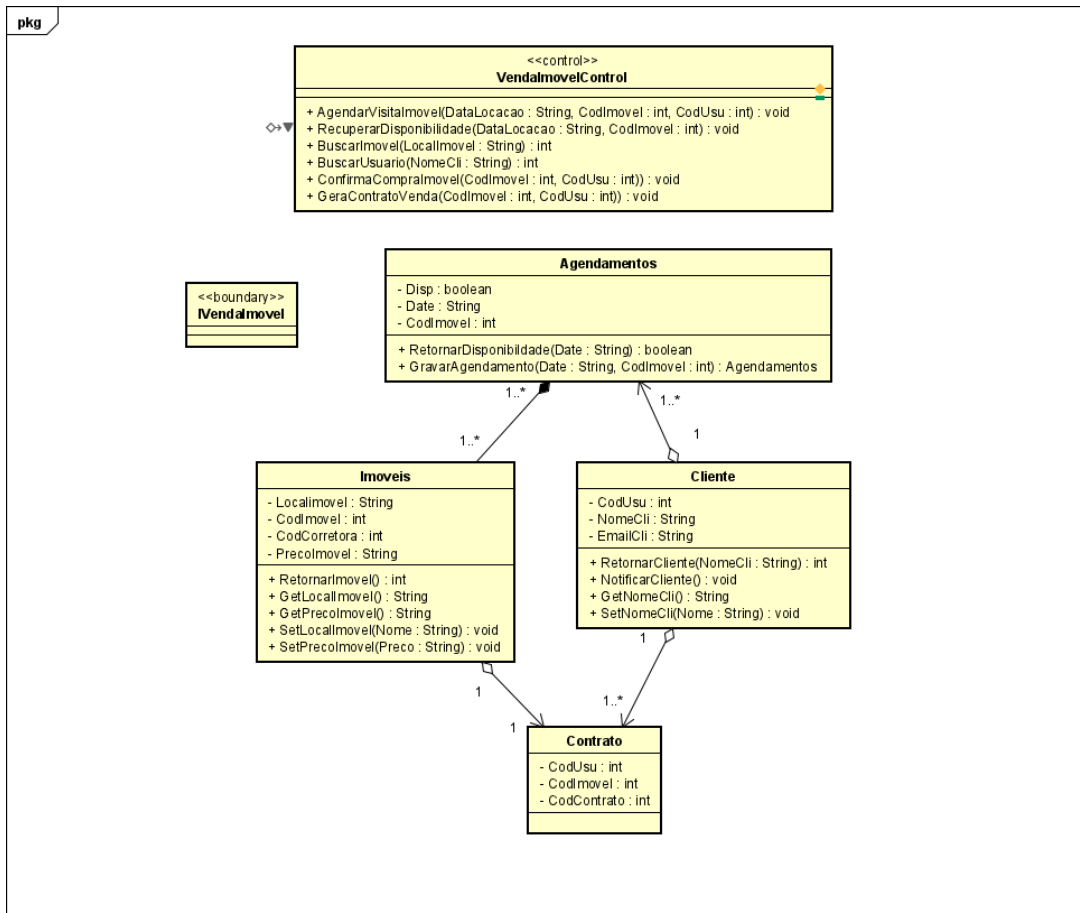 pkg
<<control>>
VendaImovelControl
+ AgendarVisitaImovel(DataLocacao : String, CodImovel : int, CodUsu : int) : void
+ RecuperarDisponibilidade(DataLocacao : String, CodImovel : int) : void
+ BuscarImovel(LocalImovel : String) : int
+ BuscarUsuario(NomeCli : String) : int
+ ConfirmaCompraImovel(CodImovel : int, CodUsu : int)) : void
+ GeraContratoVenda(CodImovel : int, CodUsu : int)) : void
<<boundary>>
IVendaImovel
Agendamentos
- Disp : boolean
- Date : String
- CodImovel : int
+ RetornarDisponibildade(Date : String) : boolean
+ GravarAgendamento(Date : String, CodImovel : int) : Agendamentos
1..*
1..*
1..*
1
Imoveis
- Localimovel : String
- CodImovel : int
- CodCorretora : int
- PrecoImovel : String
+ RetornarImovel() : int
+ GetLocalImovel() : String
+ GetPrecoImovel() : String
+ SetLocalImovel(Nome : String) : void
+ SetPrecoImovel(Preco : String) : void
Cliente
- CodUsu : int
- NomeCli : String
- EmailCli : String
+ RetornarCliente(NomeCli : String) : int
+ NotificarCliente() : void
+ GetNomeCli() : String
+ SetNomeCli(Nome : String) : void
1
1
1
1..*
Contrato
- CodUsu : int
- CodImovel : int
- CodContrato : int